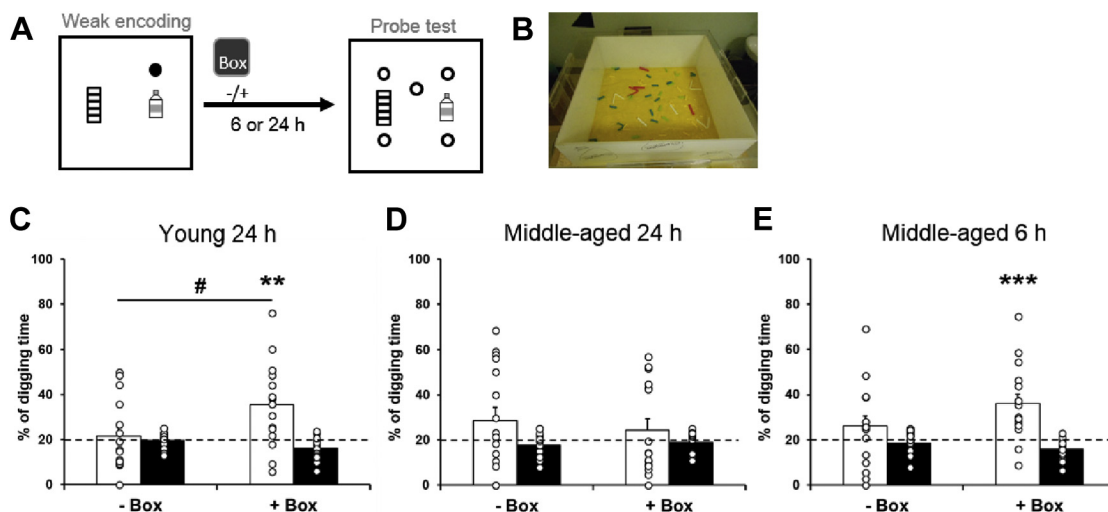 A
Weak encoding
Box
-/+
6 or 24 h
Probe test
B
C
Young 24 h
% of digging time
100
80
60
40
20
0
#
**
- Box
+ Box
D
Middle-aged 24 h
% of digging time
100
80
60
40
20
0
- Box
+ Box
E
Middle-aged 6 h
% of digging time
100
80
60
40
20
0
***
- Box
+ Box